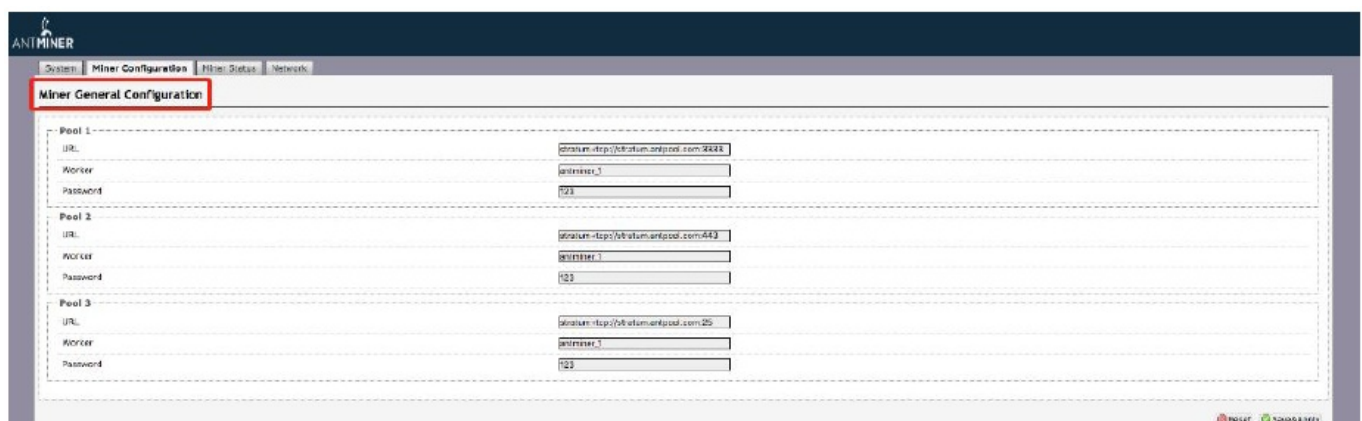 ANTMINER
System Miner Configuration Miner Status Network
Miner General Configuration
Pool 1
URL stratum+tcp://stratum.antpool.com:3333
Worker antminer_1
Password 123
Pool 2
URL stratum+tcp://stratum.antpool.com:443
Worker antminer_1
Password 123
Pool 3
URL stratum+tcp://stratum.antpool.com:25
Worker antminer_1
Password 123
Reset Save&Apply